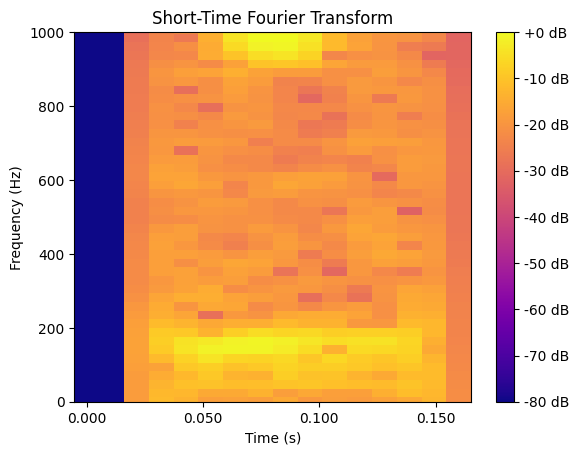 Short-Time Fourier Transform
1000
800
600
400
200
0
Frequency (Hz)
0.000
0.050
0.100
0.150
Time (s)
+0 dB
-10 dB
-20 dB
-30 dB
-40 dB
-50 dB
-60 dB
-70 dB
-80 dB